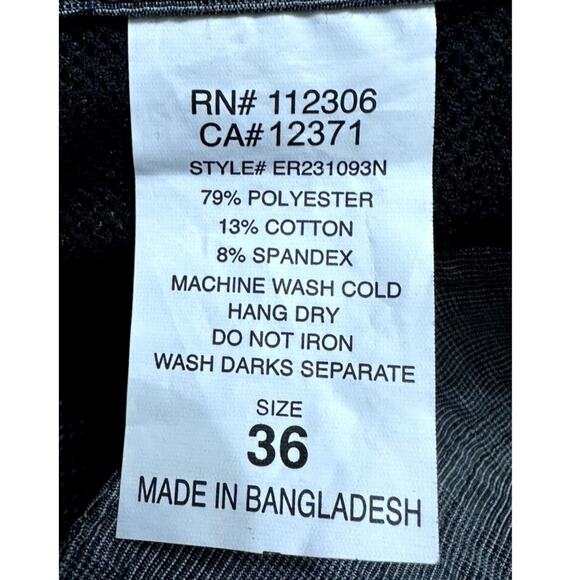 RN# 112306
CA# 12371
STYLE# ER231093N
79% POLYESTER
13% COTTON
8% SPANDEX
MACHINE WASH COLD
HANG DRY
DO NOT IRON
WASH DARKS SEPARATE
SIZE
36
MADE IN BANGLADESH